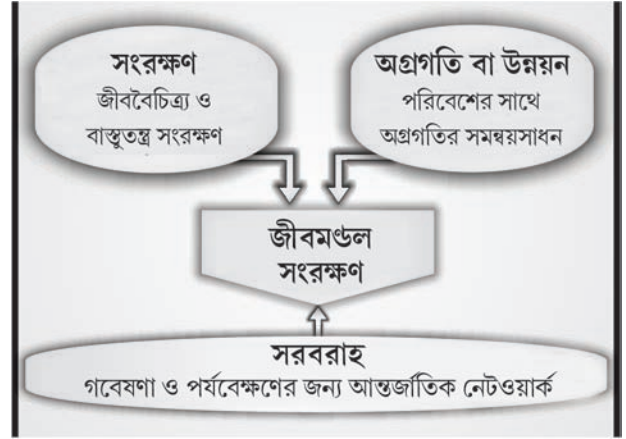 সংরক্ষণ
জীববৈচিত্র্য ও
বাস্তুতন্ত্র সংরক্ষণ
অগ্রগতি বা উন্নয়ন
পরিবেশের সাথে
অগ্রগতির সমন্বয়সাধন
জীবমণ্ডল
সংরক্ষণ
সরবরাহ
গবেষণা ও পর্যবেক্ষণের জন্য আন্তর্জাতিক নেটওয়ার্ক